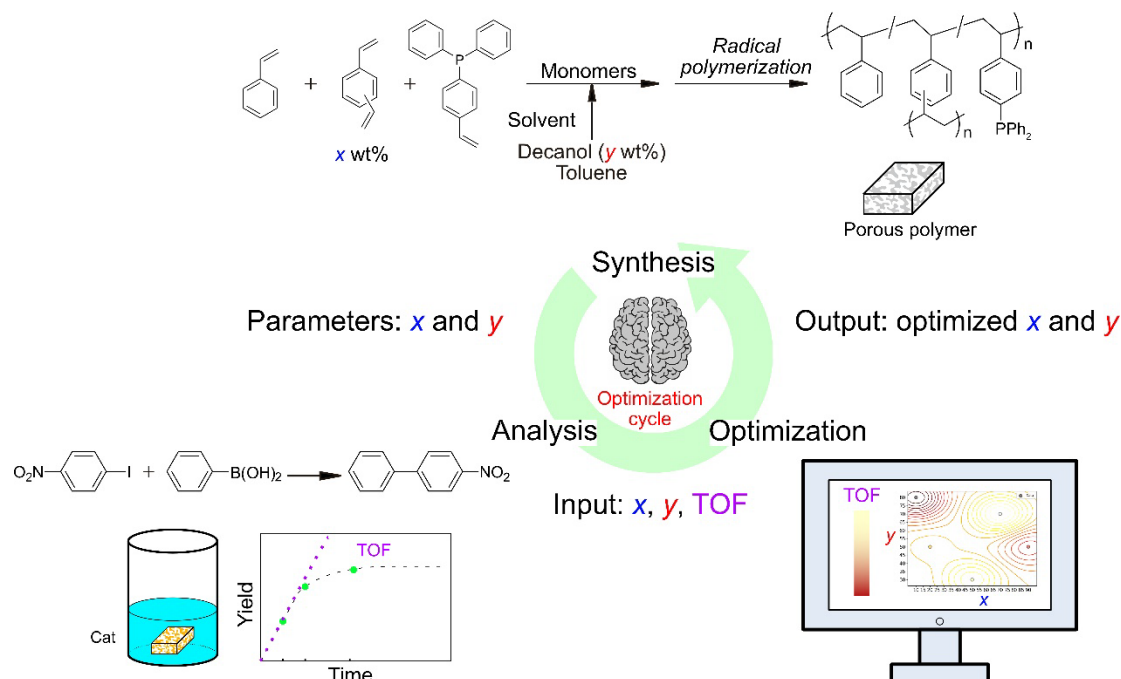 P
+
+
Monomers
Radical
polymerization
n
Solvent
x wt%
Decanol (y wt%)
Toluene
n
PPh2
Porous polymer
Synthesis
Parameters: x and y
Output: optimized x and y
Optimization
cycle
Analysis
Optimization
O2N
I
+
B(OH)2
NO2
Input: x, y, TOF
TOF
TOF
y
Yield
Cat
x
Time